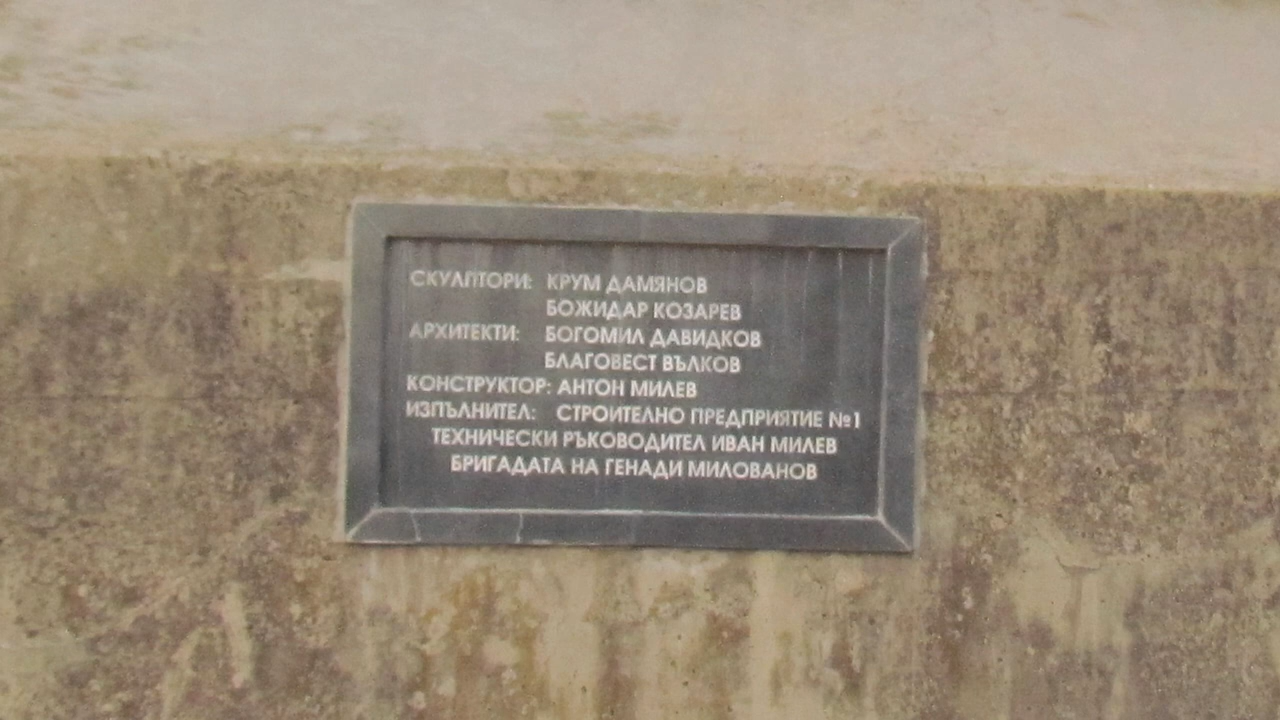 СКУЛПТОРИ: КРУМ ДАМЯНОВ
БОЖИДАР КОЗАРЕВ
АРХИТЕКТИ: БОГОМИЛ ДАВИДКОВ
БЛАГОВЕСТ ВЪЛКОВ
КОНСТРУКТОР: АНТОН МИЛЕВ
ИЗПЪЛНИТЕЛ: СТРОИТЕЛНО ПРЕДПРИЯТИЕ №1
ТЕХНИЧЕСКИ РЪКОВОДИТЕЛ ИВАН МИЛЕВ
БРИГАДАТА НА ГЕНАДИ МИЛОВАНОВ